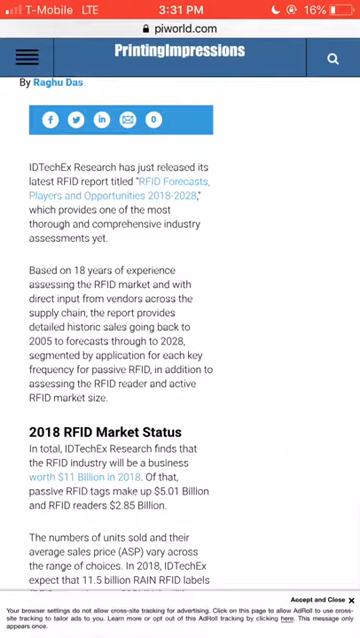 T-Mobile LTE 3:31 PM 16%
piworld.com
PrintingImpressions
By Raghu Das
0
IDTechEx Research has just released its
latest RFID report titled "RFID Forecasts,
Players and Opportunities 2018-2028,"
which provides one of the most
thorough and comprehensive industry
assessments yet.
Based on 18 years of experience
assessing the RFID market and with
direct input from vendors across the
supply chain, the report provides
detailed historic sales going back to
2005 to forecasts through to 2028,
segmented by application for each key
frequency for passive RFID, in addition to
assessing the RFID reader and active
RFID market size.
2018 RFID Market Status
In total, IDTechEx Research finds that
the RFID industry will be a business
worth $11 Billion in 2018. Of that,
passive RFID tags make up $5.01 Billion
and RFID readers $2.85 Billion.
The numbers of units sold and their
average sales price (ASP) vary across
the range of choices. In 2018, IDTechEx
expect that 11.5 billion RAIN RFID labels
Accept and Close ×
Your browser settings do not allow cross-site tracking for advertising. Click on this page to allow AdRoll to use cross-
site tracking to tailor ads to you. Learn more or opt out of this AdRoll tracking by clicking here. This message only
appears once.